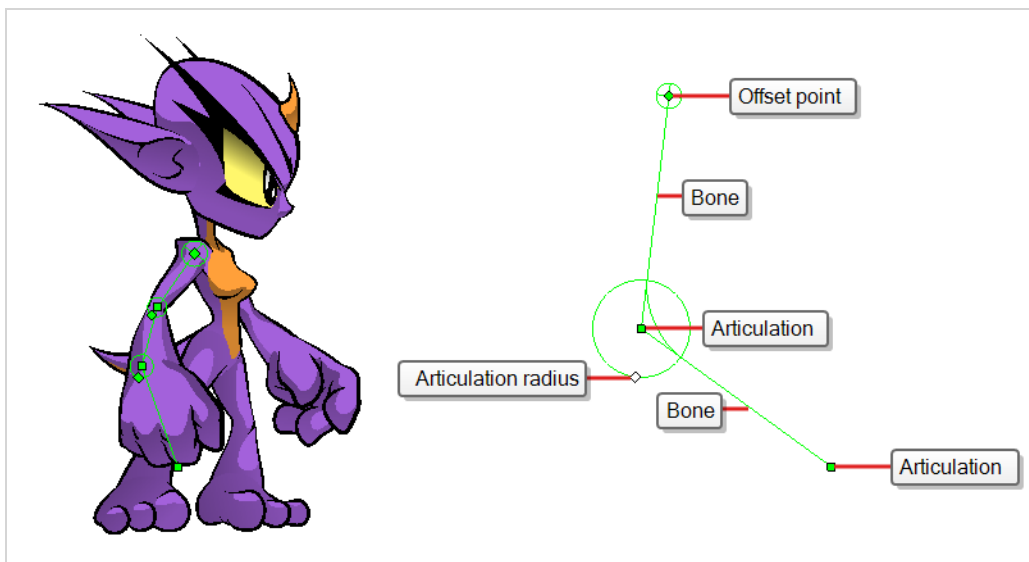 Offset point
Bone
Articulation
Articulation radius
Bone
Articulation